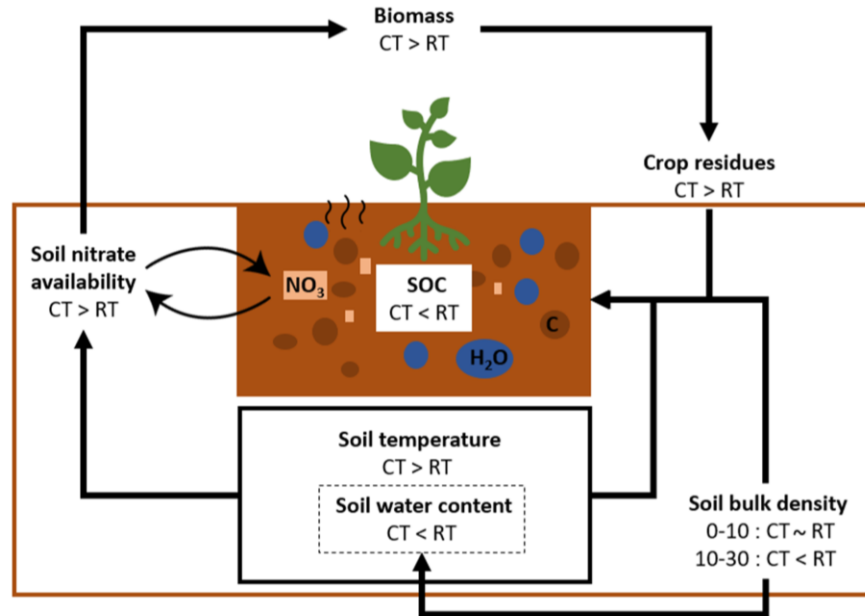 Biomass
CT > RT
Crop residues
CT > RT
Soil nitrate
availability
CT > RT
NO₃
SOC
CT < RT
C
H₂O
Soil temperature
CT > RT
Soil water content
CT < RT
Soil bulk density
0-10 : CT ~ RT
10-30 : CT < RT